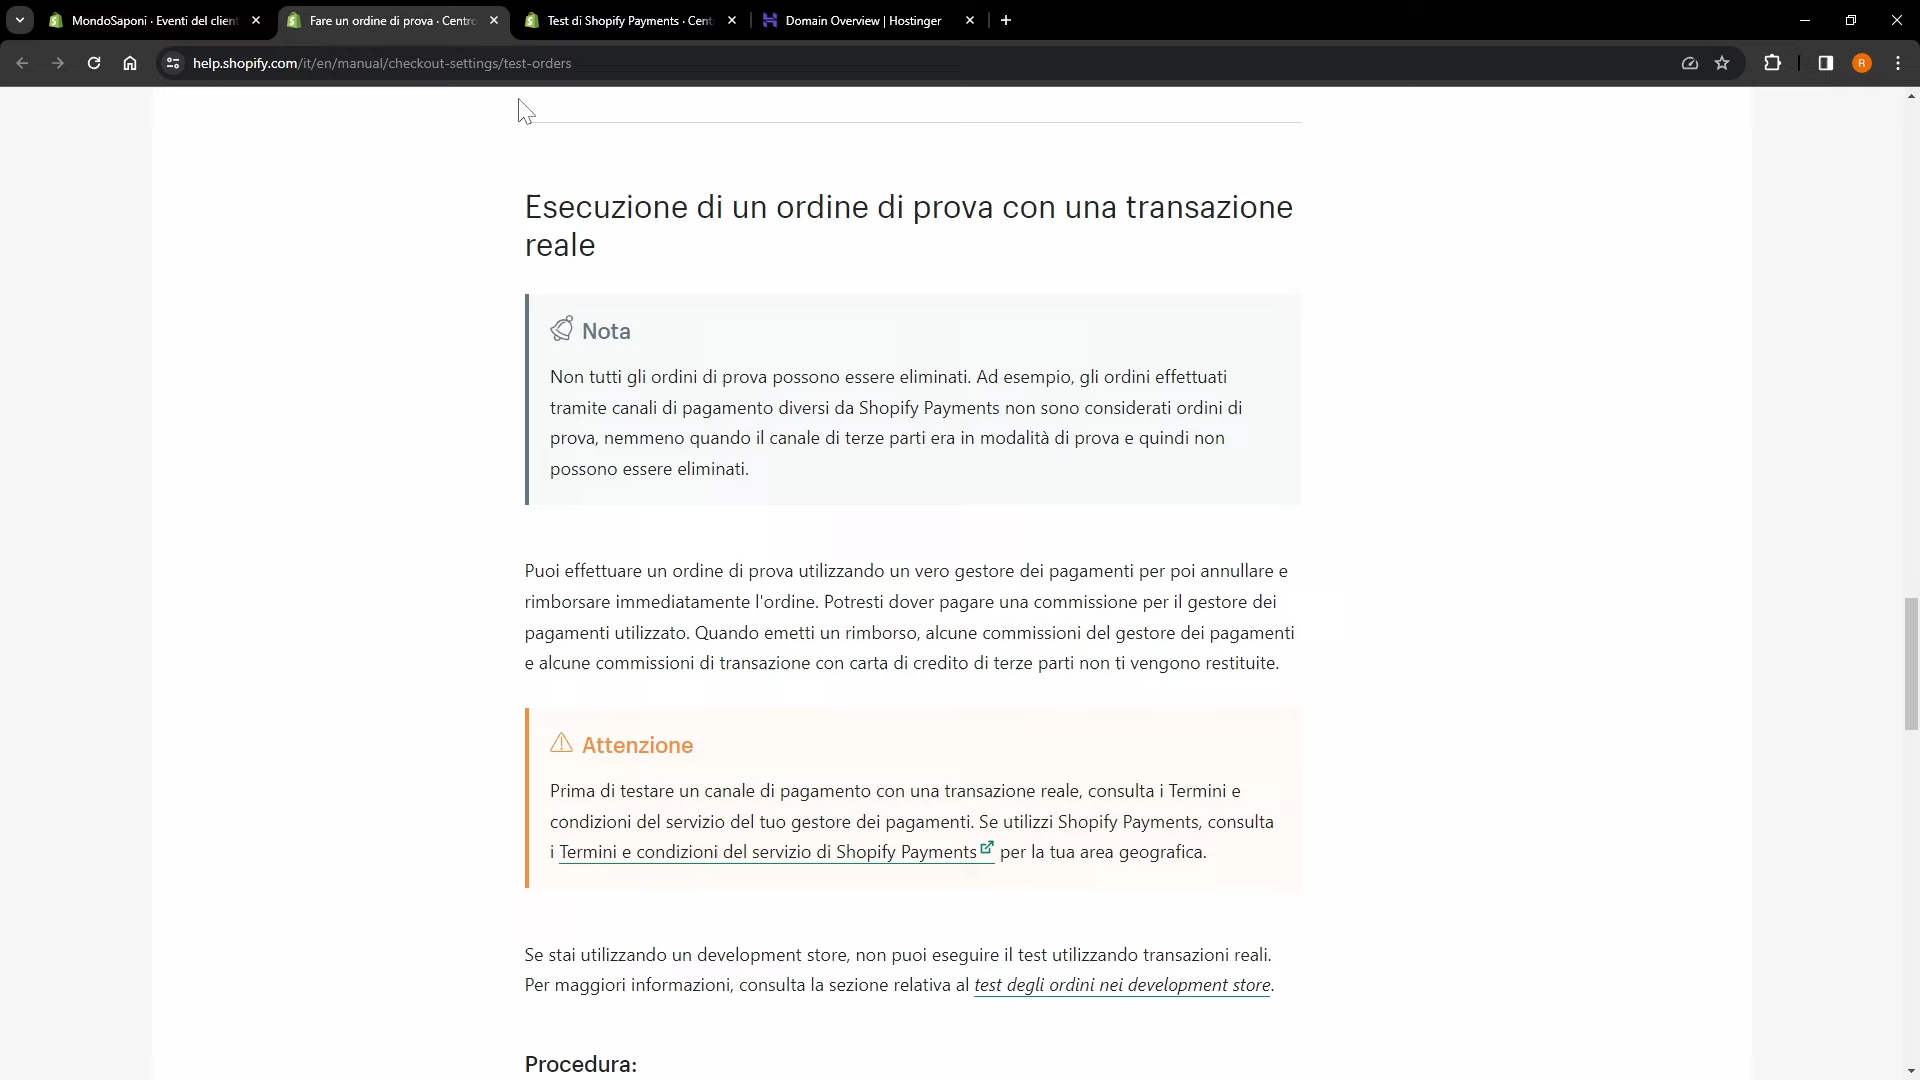 MondoSaponi · Eventi del client
Fare un ordine di prova · Centro
Test di Shopify Payments · Cent
Domain Overview | Hostinger
help.shopify.com/it/en/manual/checkout-settings/test-orders
R
Esecuzione di un ordine di prova con una transazione
reale
Nota
Non tutti gli ordini di prova possono essere eliminati. Ad esempio, gli ordini effettuati
tramite canali di pagamento diversi da Shopify Payments non sono considerati ordini di
prova, nemmeno quando il canale di terze parti era in modalità di prova e quindi non
possono essere eliminati.
Puoi effettuare un ordine di prova utilizzando un vero gestore dei pagamenti per poi annullare e
rimborsare immediatamente l'ordine. Potresti dover pagare una commissione per il gestore dei
pagamenti utilizzato. Quando emetti un rimborso, alcune commissioni del gestore dei pagamenti
e alcune commissioni di transazione con carta di credito di terze parti non ti vengono restituite.
Attenzione
Prima di testare un canale di pagamento con una transazione reale, consulta i Termini e
condizioni del servizio del tuo gestore dei pagamenti. Se utilizzi Shopify Payments, consulta
i Termini e condizioni del servizio di Shopify Payments per la tua area geografica.
Se stai utilizzando un development store, non puoi eseguire il test utilizzando transazioni reali.
Per maggiori informazioni, consulta la sezione relativa al test degli ordini nei development store.
Procedura: